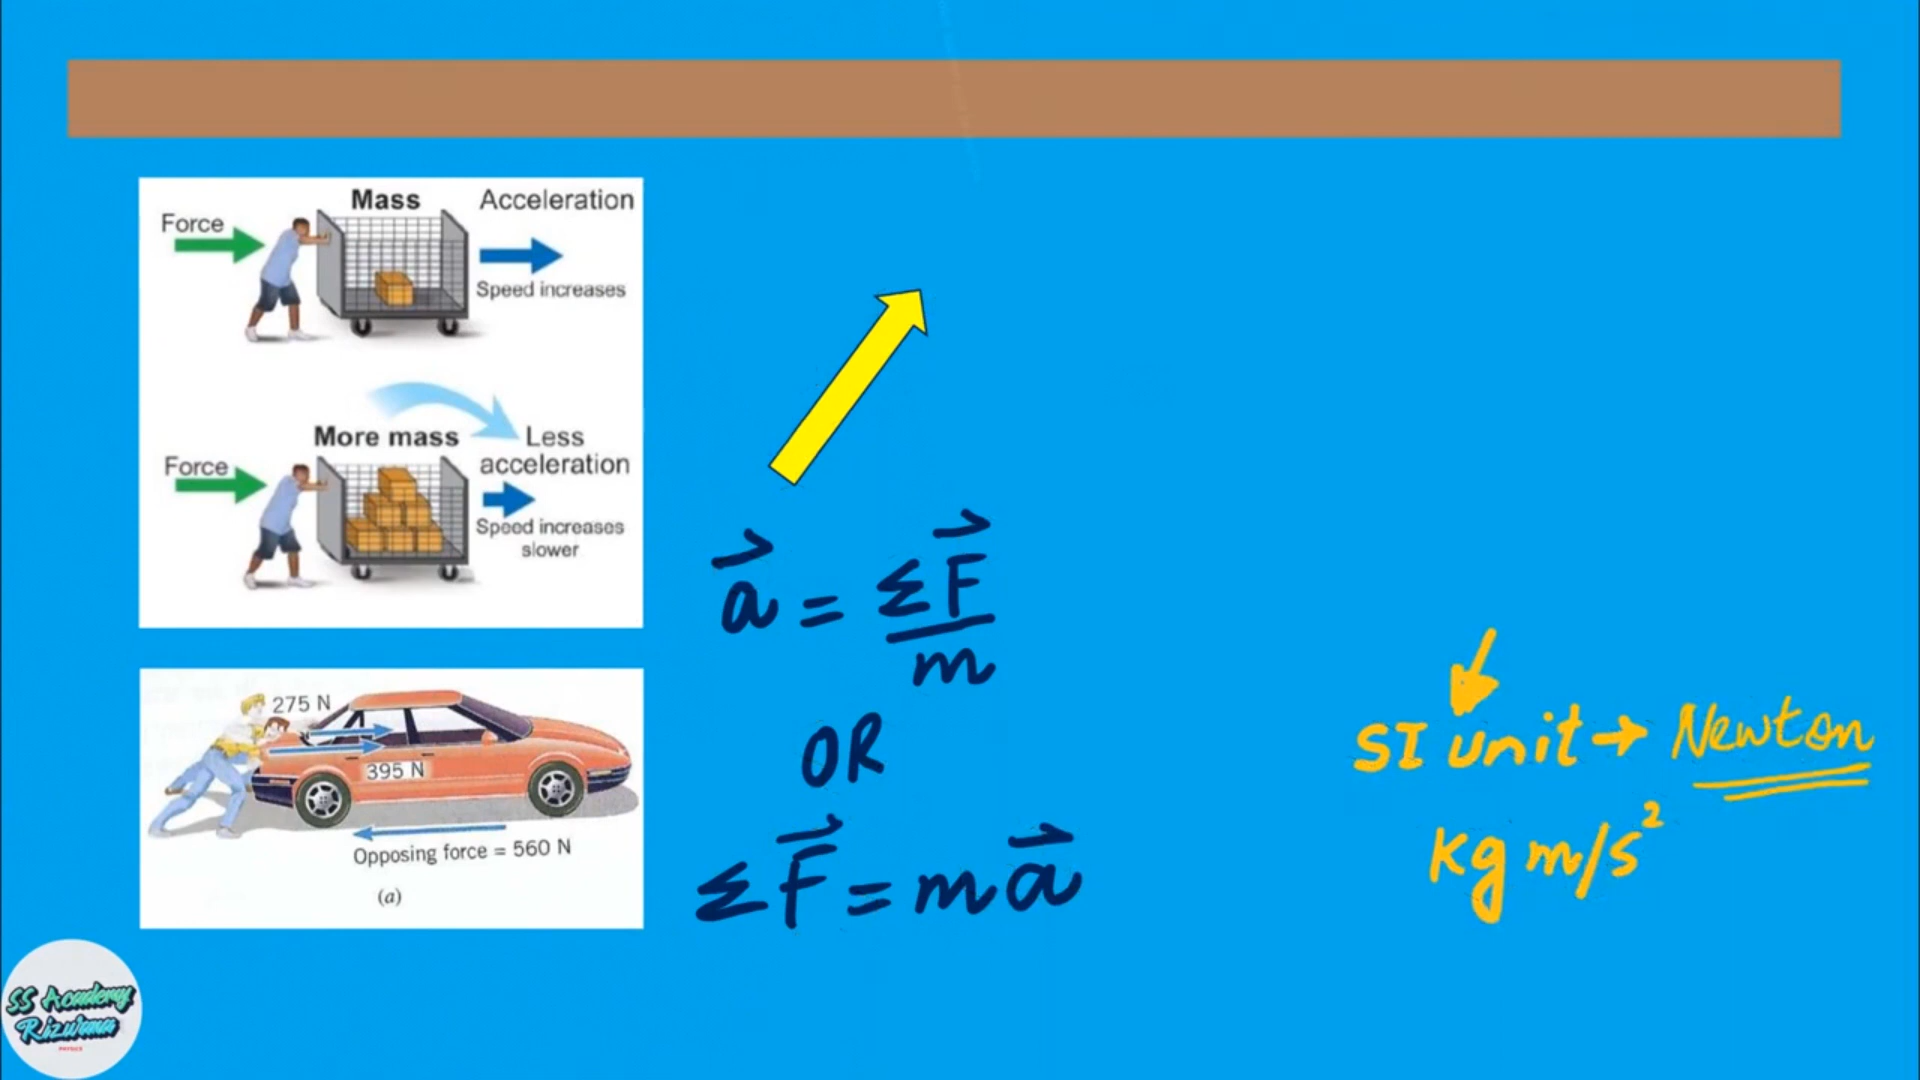 Mass
Acceleration
Force
Speed increases
More mass
Less
acceleration
Force
Speed increases
slower
275 N
395 N
Opposing force = 560 N
(a)
a⃗ = ΣF⃗/m
OR
ΣF⃗ = ma⃗
SI unit → Newton
kg m/s²
SS Academy
Rizwana
PHYSICS